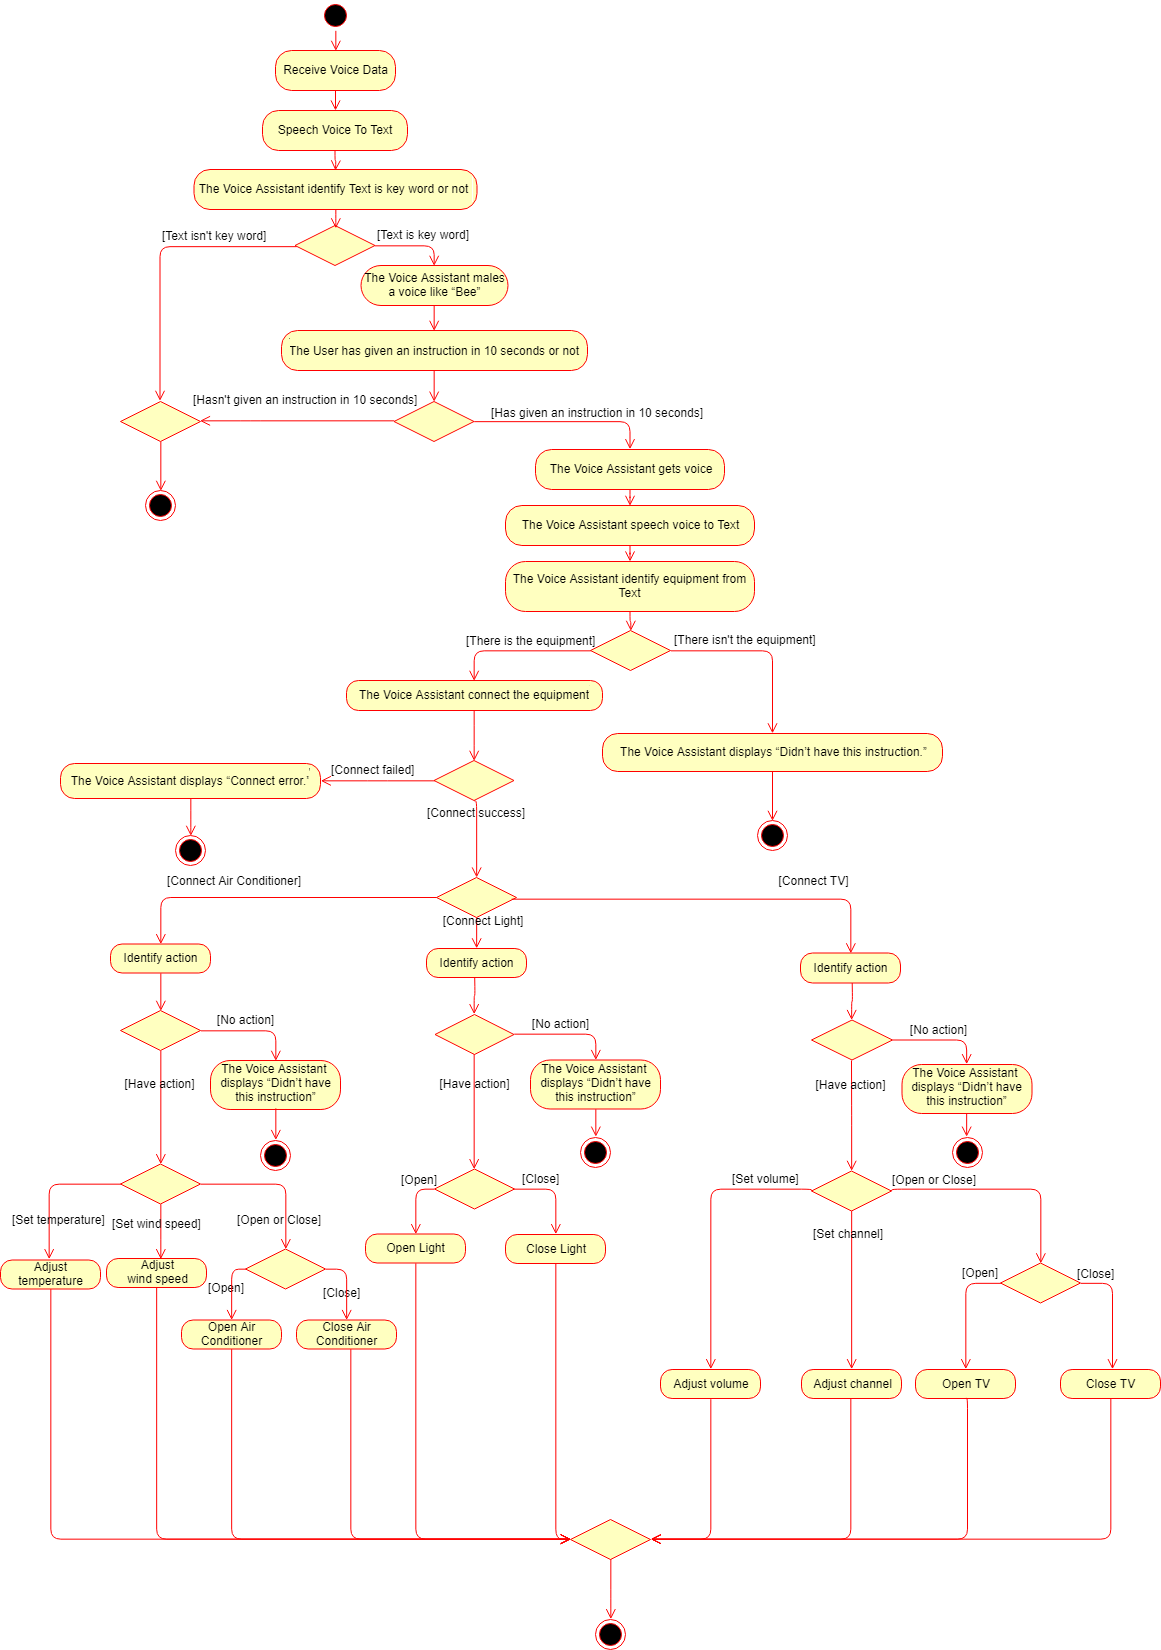 Receive Voice Data
Speech Voice To Text
The Voice Assistant identify Text is key word or not
[Text isn't key word]
[Text is key word]
The Voice Assistant males
a voice like “Bee”
The User has given an instruction in 10 seconds or not
[Hasn't given an instruction in 10 seconds]
[Has given an instruction in 10 seconds]
The Voice Assistant gets voice
The Voice Assistant speech voice to Text
The Voice Assistant identify equipment from
Text
[There is the equipment]
[There isn't the equipment]
The Voice Assistant connect the equipment
The Voice Assistant displays “Didn’t have this instruction.”
[Connect failed]
The Voice Assistant displays “Connect error.”
[Connect success]
[Connect Air Conditioner]
[Connect Light]
[Connect TV]
Identify action
Identify action
Identify action
[No action]
[No action]
[No action]
[Have action]
The Voice Assistant
displays “Didn’t have
this instruction”
[Have action]
The Voice Assistant
displays “Didn’t have
this instruction”
[Have action]
The Voice Assistant
displays “Didn’t have
this instruction”
[Set temperature]
[Set wind speed]
[Open or Close]
[Open]
[Close]
[Set volume]
[Set channel]
[Open or Close]
Adjust
temperature
Adjust
wind speed
[Open]
[Close]
Open Light
Close Light
[Open]
[Close]
Open Air
Conditioner
Close Air
Conditioner
Adjust volume
Adjust channel
Open TV
Close TV